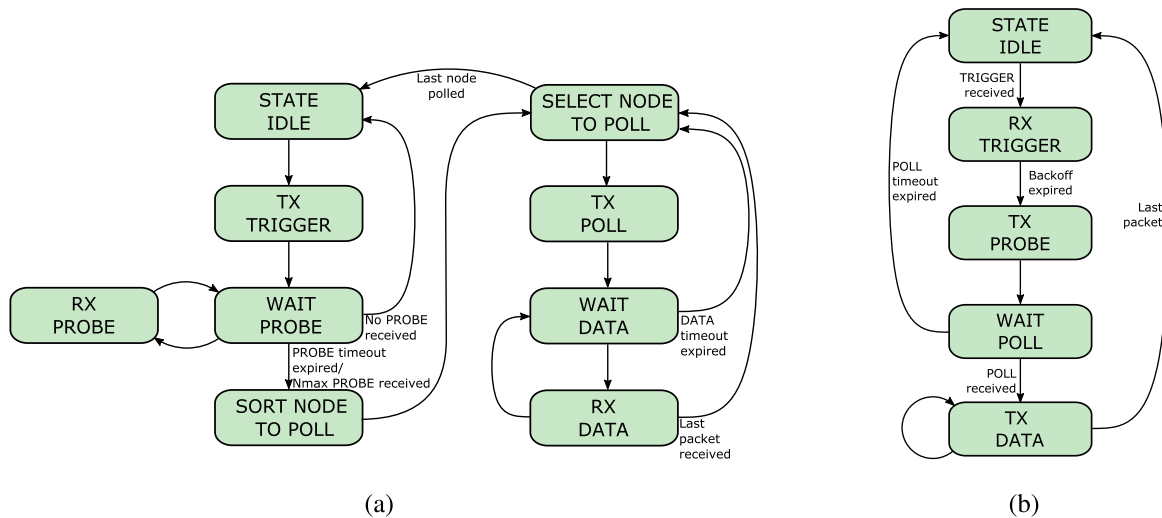 STATE
IDLE
Last node
polled
SELECT NODE
TO POLL
TX
TRIGGER
TX
POLL
RX
PROBE
WAIT
PROBE
No PROBE
received
PROBE timeout
expired/
Nmax PROBE received
SORT NODE
TO POLL
WAIT
DATA
DATA
timeout
expired
RX
DATA
Last
packet
received
(a)
STATE
IDLE
TRIGGER
received
RX
TRIGGER
POLL
timeout
expired
Backoff
expired
TX
PROBE
Last
packet
WAIT
POLL
POLL
received
TX
DATA
(b)